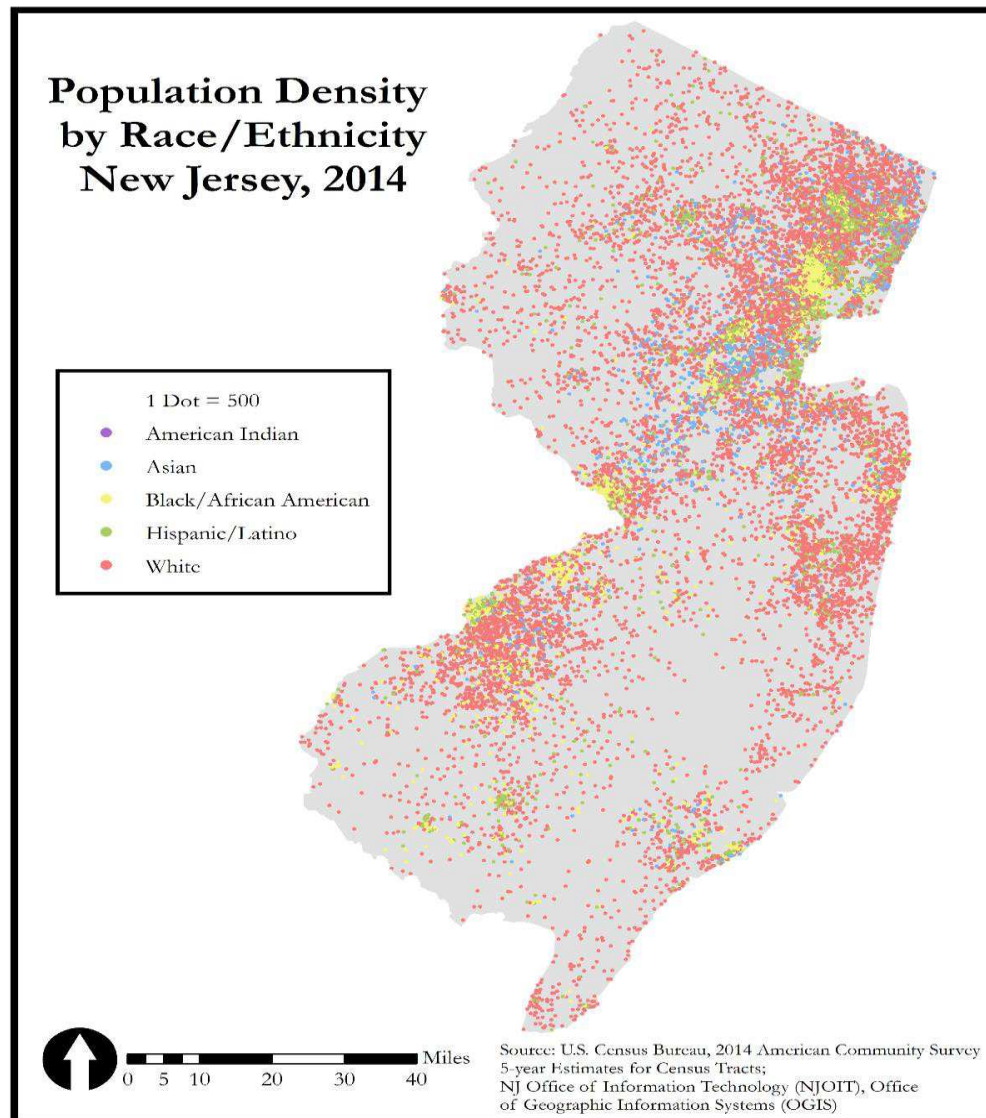 Population Density
by Race/Ethnicity
New Jersey, 2014
1 Dot = 500
American Indian
Asian
Black/African American
Hispanic/Latino
White
Miles
0 5 10 20 30 40
Source: U.S. Census Bureau, 2014 American Community Survey
5-year Estimates for Census Tracts;
NJ Office of Information Technology (NJOIT), Office
of Geographic Information Systems (OGIS)